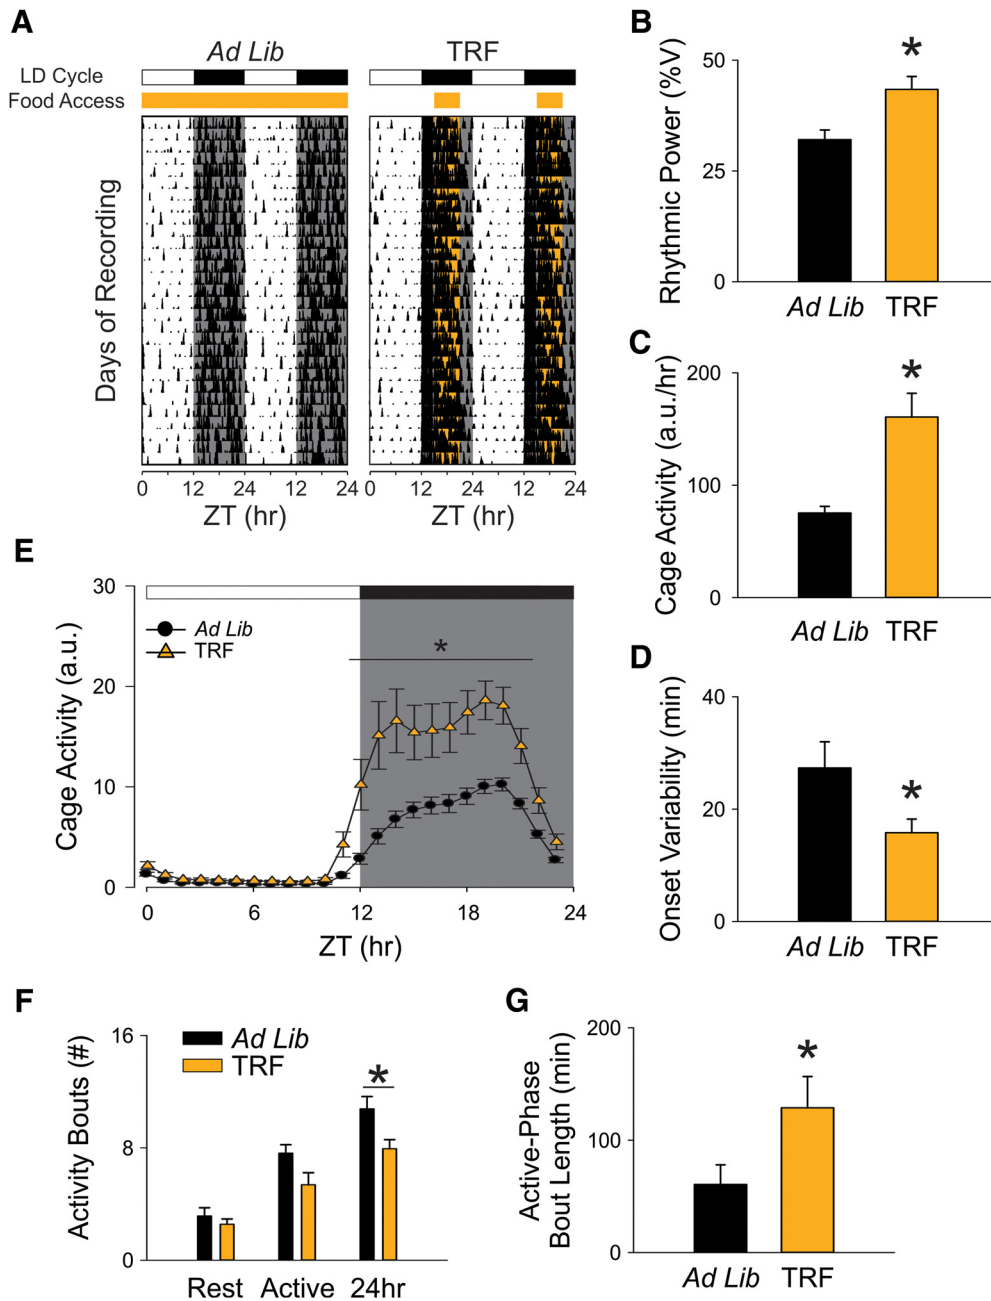 A
Ad Lib
TRF
LD Cycle
Food Access
Days of Recording
0 12 24 12 24
0 12 24 12 24
ZT (hr)
ZT (hr)
B
Rhythmic Power (%V)
50
25
0
*
Ad Lib TRF
C
Cage Activity (a.u./hr)
200
100
0
*
Ad Lib TRF
D
Onset Variability (min)
40
20
0
*
Ad Lib TRF
E
Cage Activity (a.u.)
30
20
10
0
Ad Lib
TRF
*
0 6 12 18 24
ZT (hr)
F
Activity Bouts (#)
16
8
0
Ad Lib
TRF
*
Rest Active 24hr
G
Active-Phase
Bout Length (min)
200
100
0
*
Ad Lib TRF